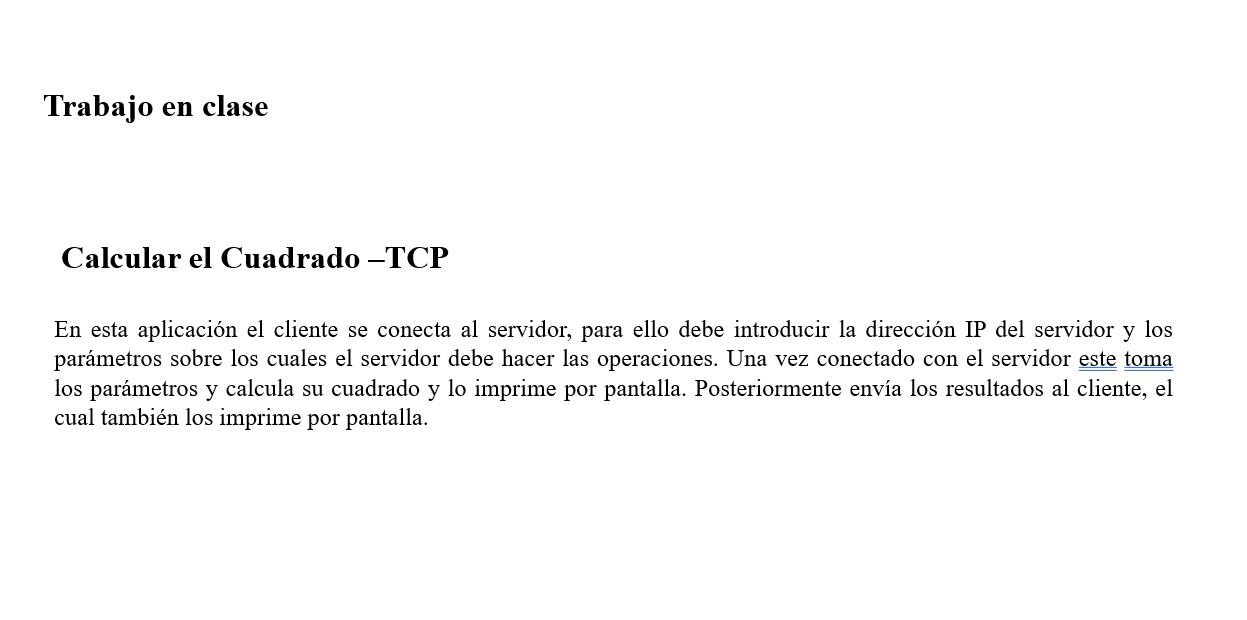 Trabajo en clase
Calcular el Cuadrado –TCP
En esta aplicación el cliente se conecta al servidor, para ello debe introducir la dirección IP del servidor y los
parámetros sobre los cuales el servidor debe hacer las operaciones. Una vez conectado con el servidor este toma
los parámetros y calcula su cuadrado y lo imprime por pantalla. Posteriormente envía los resultados al cliente, el
cual también los imprime por pantalla.